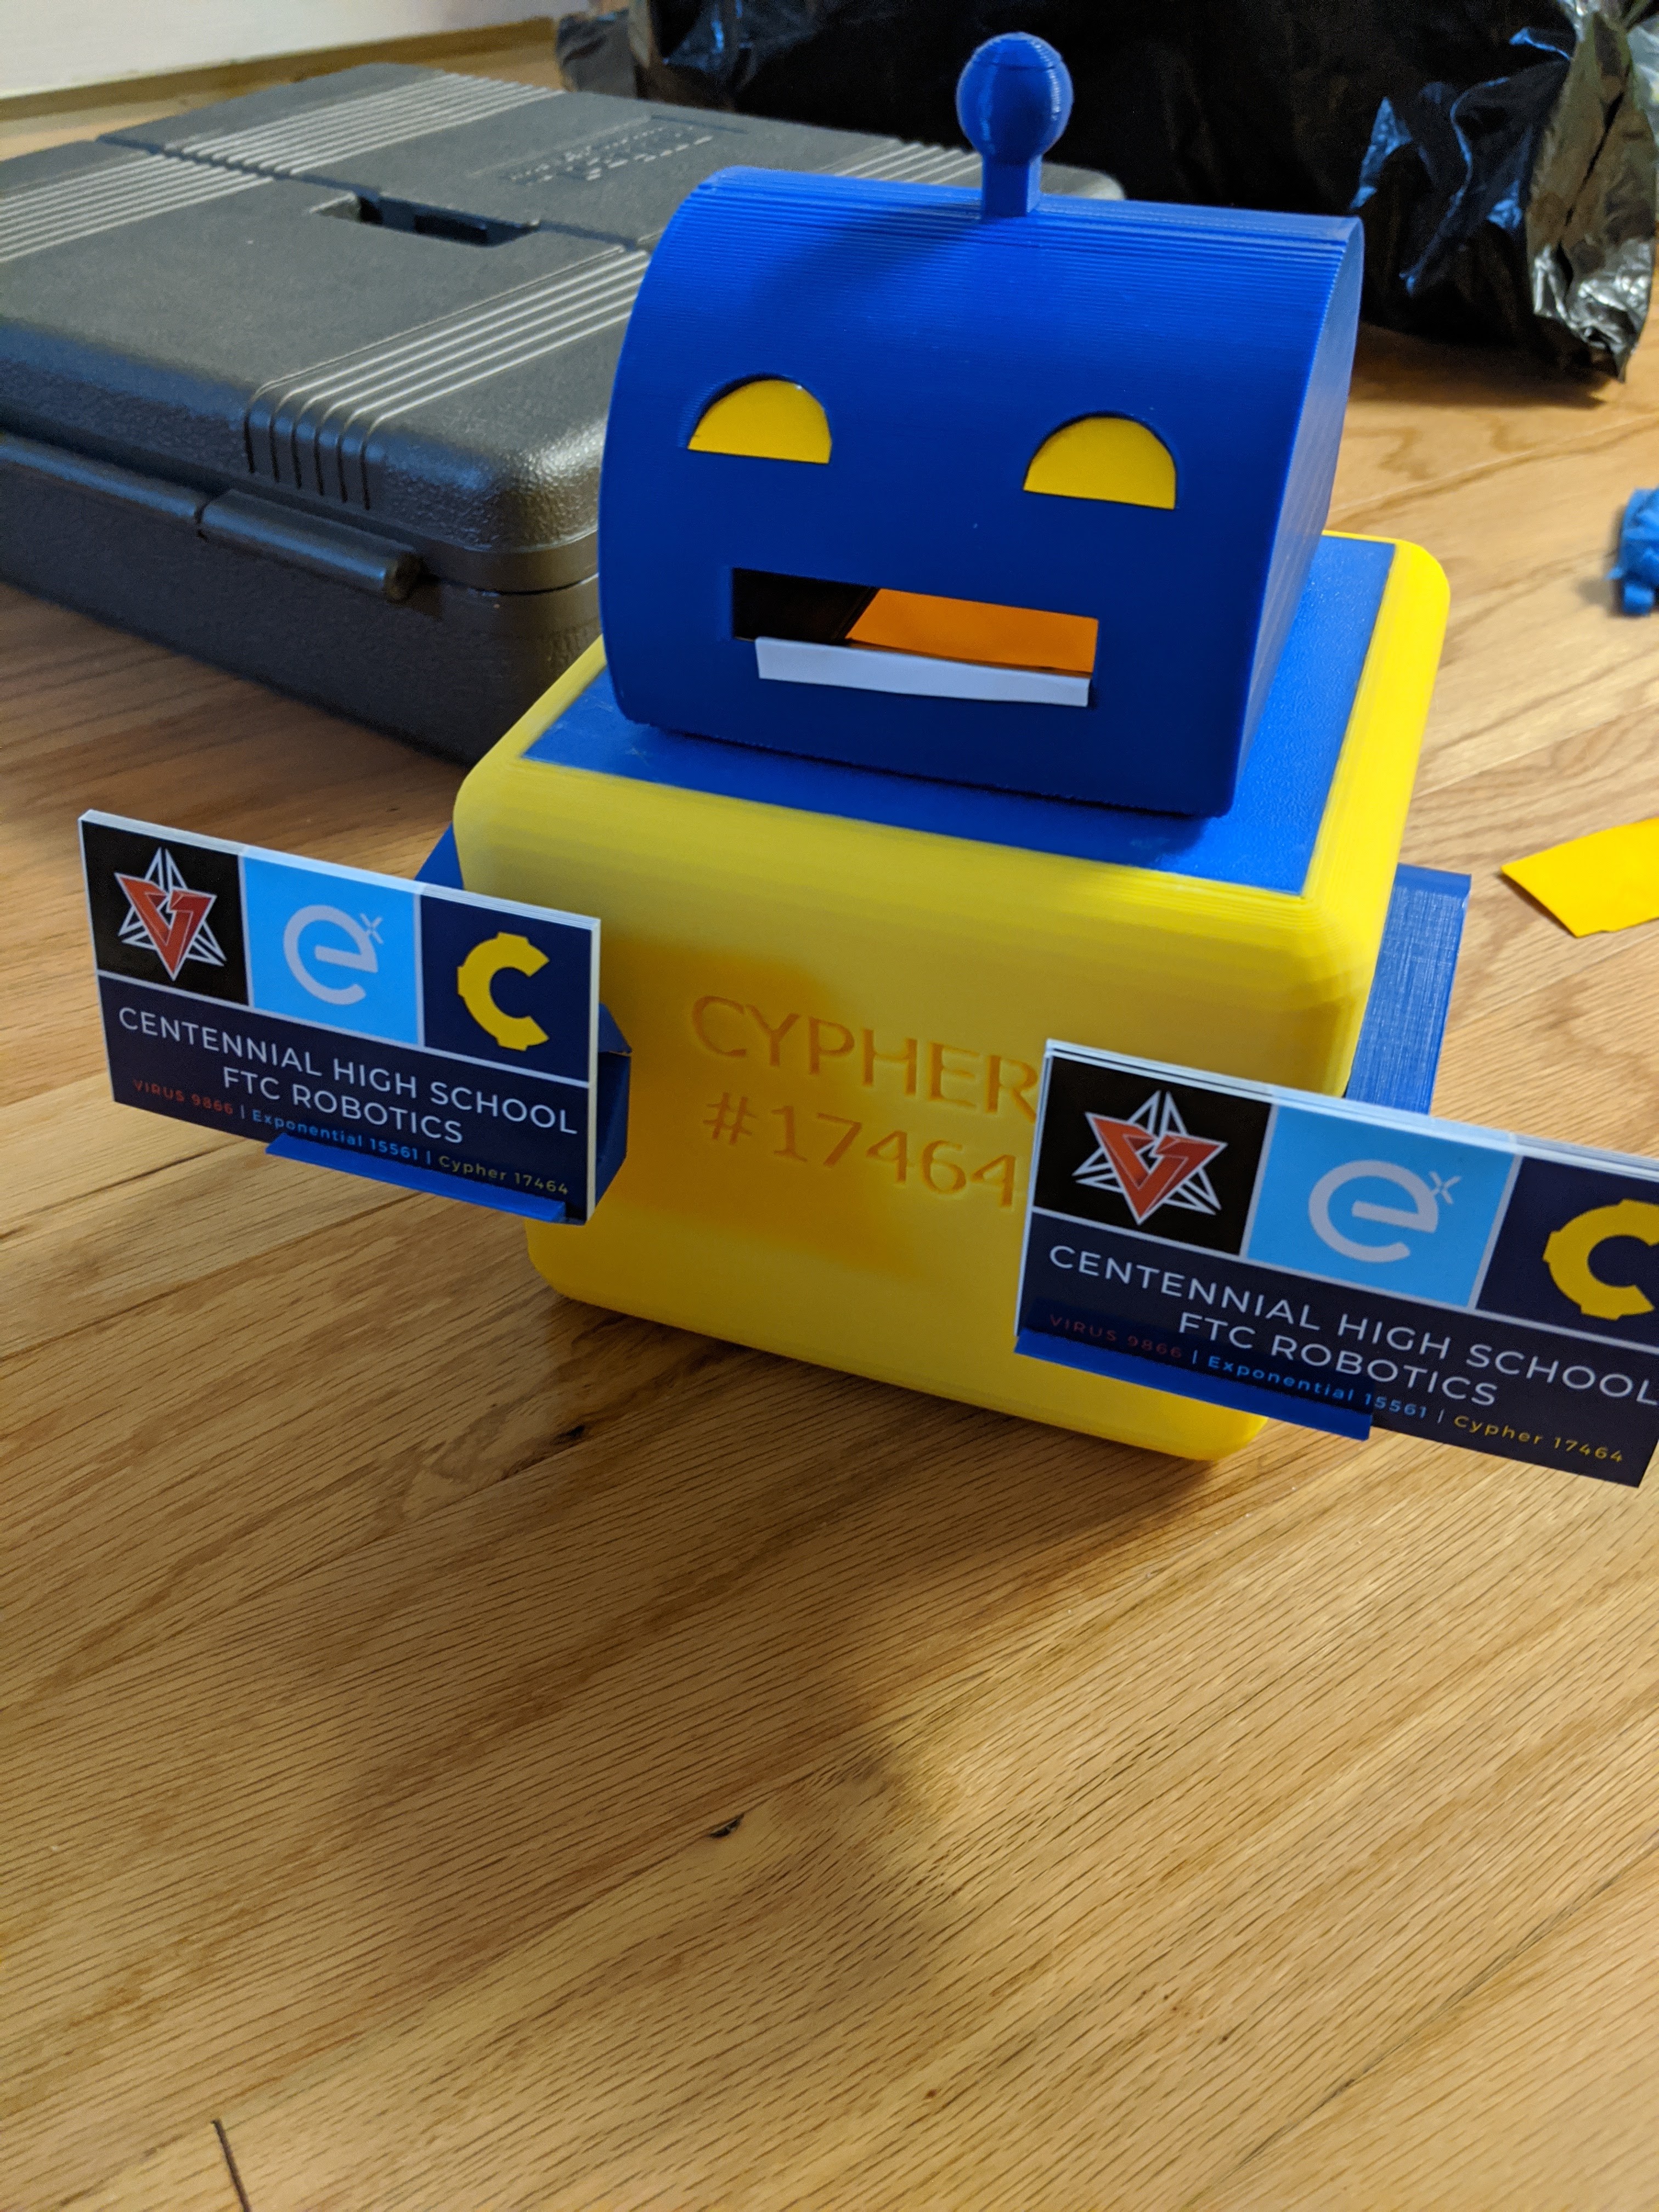 CYPHER
#17464
CENTENNIAL HIGH SCHOOL
FTC ROBOTICS
VIRUS 9866 | Exponential 15561 | Cypher 17464
CENTENNIAL HIGH SCHOOL
FTC ROBOTICS
VIRUS 9866 | Exponential 15561 | Cypher 17464